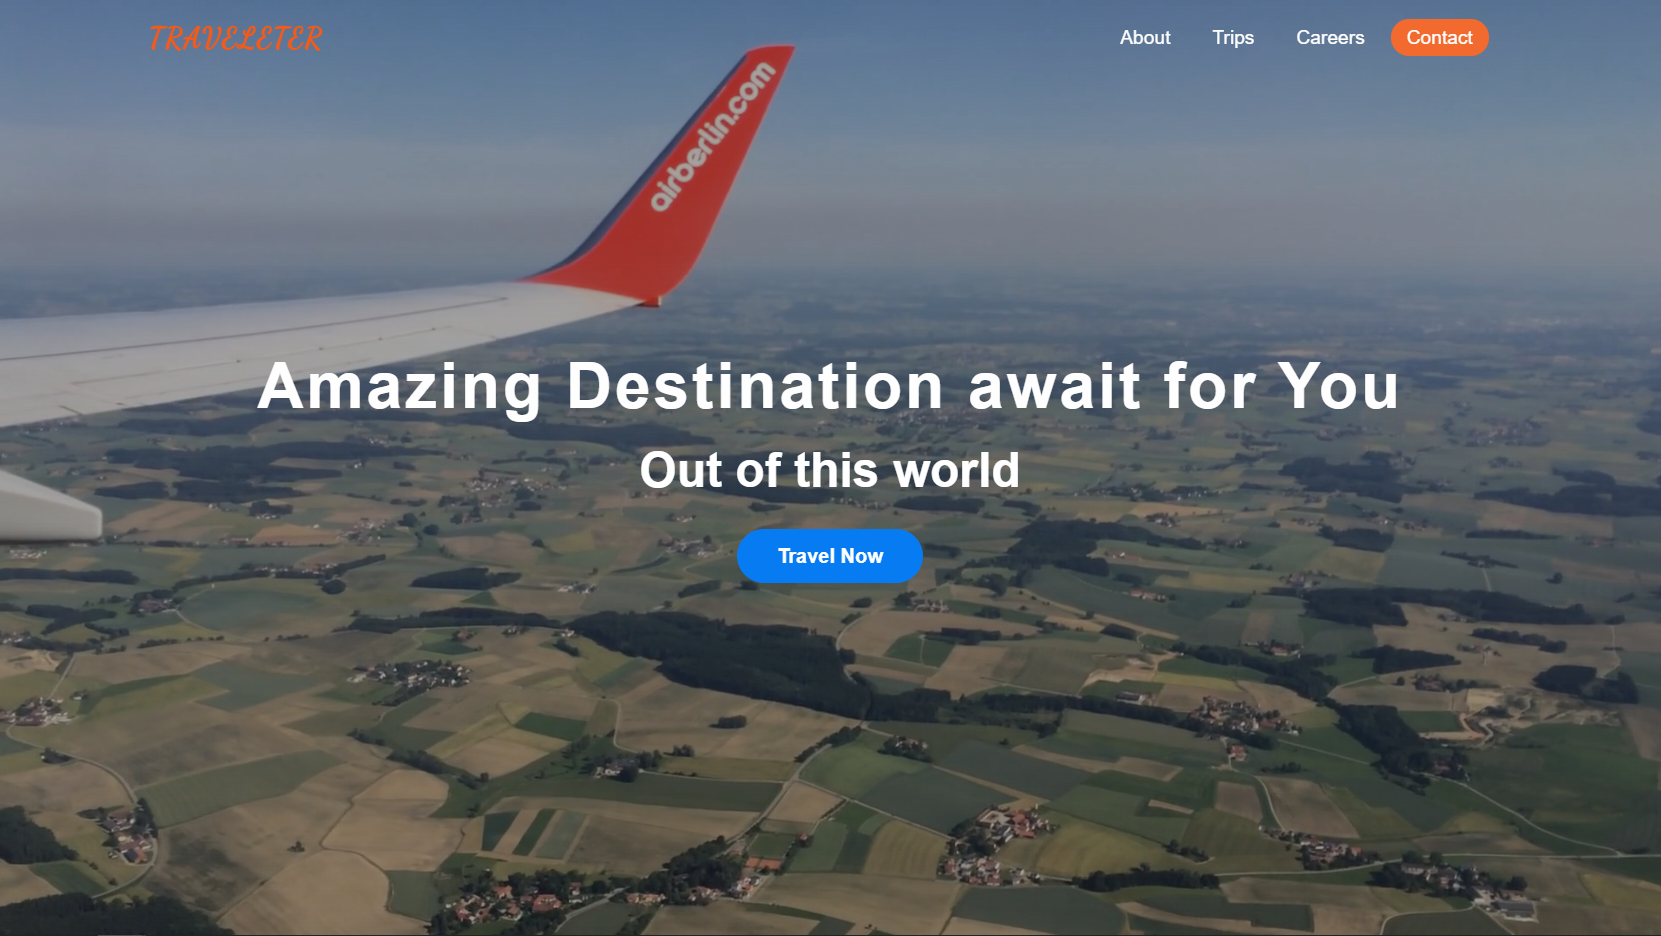 TRAVELETER
About Trips Careers Contact
airberlin.com
Amazing Destination await for You
Out of this world
Travel Now